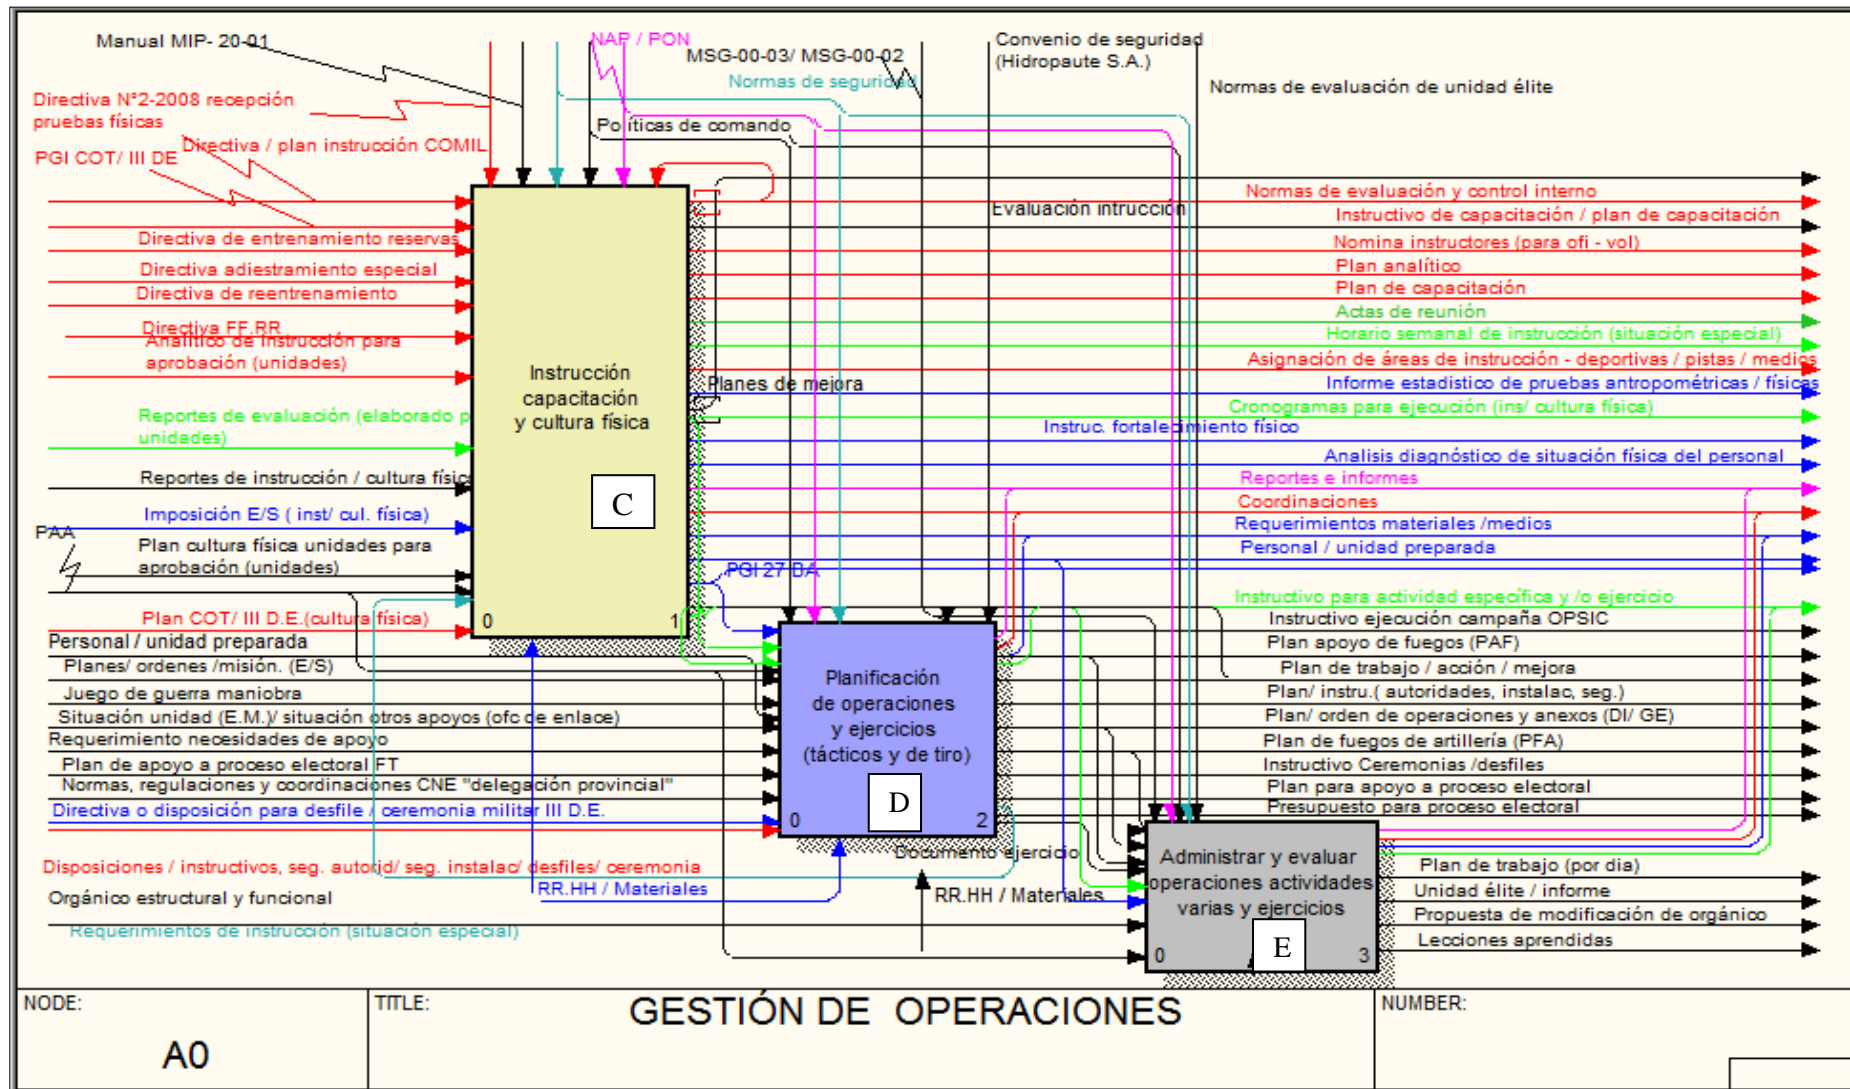 Manual MIP- 20-01
NAP / PON
MSG-00-03/ MSG-00-02
Convenio de seguridad
(Hidropaute S.A.)
Normas de seguridad
Normas de evaluación de unidad élite
Directiva N°2-2008 recepción
pruebas físicas
Políticas de comando
Directiva / plan instrucción COMIL
PGI COT/ III DE
Normas de evaluación y control interno
Evaluación intrucción
Instructivo de capacitación / plan de capacitación
Directiva de entrenamiento reservas
Nomina instructores (para ofi - vol)
Directiva adiestramiento especial
Plan analítico
Directiva de reentrenamiento
Plan de capacitación
Actas de reunión
Directiva FF.RR
Horario semanal de instrucción (situación especial)
Analítico de instrucción para
aprobación (unidades)
Asignación de áreas de instrucción - deportivas / pistas / medios
Instrucción
capacitación
y cultura física
Planes de mejora
Informe estadistico de pruebas antropométricas / físicas
Reportes de evaluación (elaborado p
unidades)
Cronogramas para ejecución (ins/ cultura física)
Instruc. fortalecimiento físico
Analisis diagnóstico de situación física del personal
Reportes de instrucción / cultura físic
Reportes e informes
C
Coordinaciones
Imposición E/S ( inst/ cul. física)
Requerimientos materiales /medios
PAA
Plan cultura física unidades para
aprobación (unidades)
Personal / unidad preparada
PGI 27 DA
Instructivo para actividad específica y /o ejercicio
Plan COT/ III D.E.(cultura física)
0
1
Instructivo ejecución campaña OPSIC
Personal / unidad preparada
Plan apoyo de fuegos (PAF)
Planes/ ordenes /misión. (E/S)
Plan de trabajo / acción / mejora
Juego de guerra maniobra
Plan/ instru.( autoridades, instalac, seg.)
Planificación
de operaciones
y ejercicios
(tácticos y de tiro)
Situación unidad (E.M.)/ situación otros apoyos (ofc de enlace)
Plan/ orden de operaciones y anexos (DI/ GE)
Requerimiento necesidades de apoyo
Plan de fuegos de artillería (PFA)
Plan de apoyo a proceso electoral FT
Instructivo Ceremonias /desfiles
Normas, regulaciones y coordinaciones CNE "delegación provincial"
Plan para apoyo a proceso electoral
Directiva o disposición para desfile / ceremonia militar III D.E.
Presupuesto para proceso electoral
D
0
2
Documento ejercicio
Disposiciones / instructivos, seg. autorid/ seg. instalac/ desfiles/ ceremonia
Administrar y evaluar
operaciones actividades
varias y ejercicios
Plan de trabajo (por dia)
RR.HH / Materiales
RR.HH / Materiales
Unidad élite / informe
Orgánico estructural y funcional
Propuesta de modificación de orgánico
Requerimientos de instrucción (situación especial)
Lecciones aprendidas
E
0
3
NODE:
TITLE:
GESTIÓN DE OPERACIONES
NUMBER:
A0